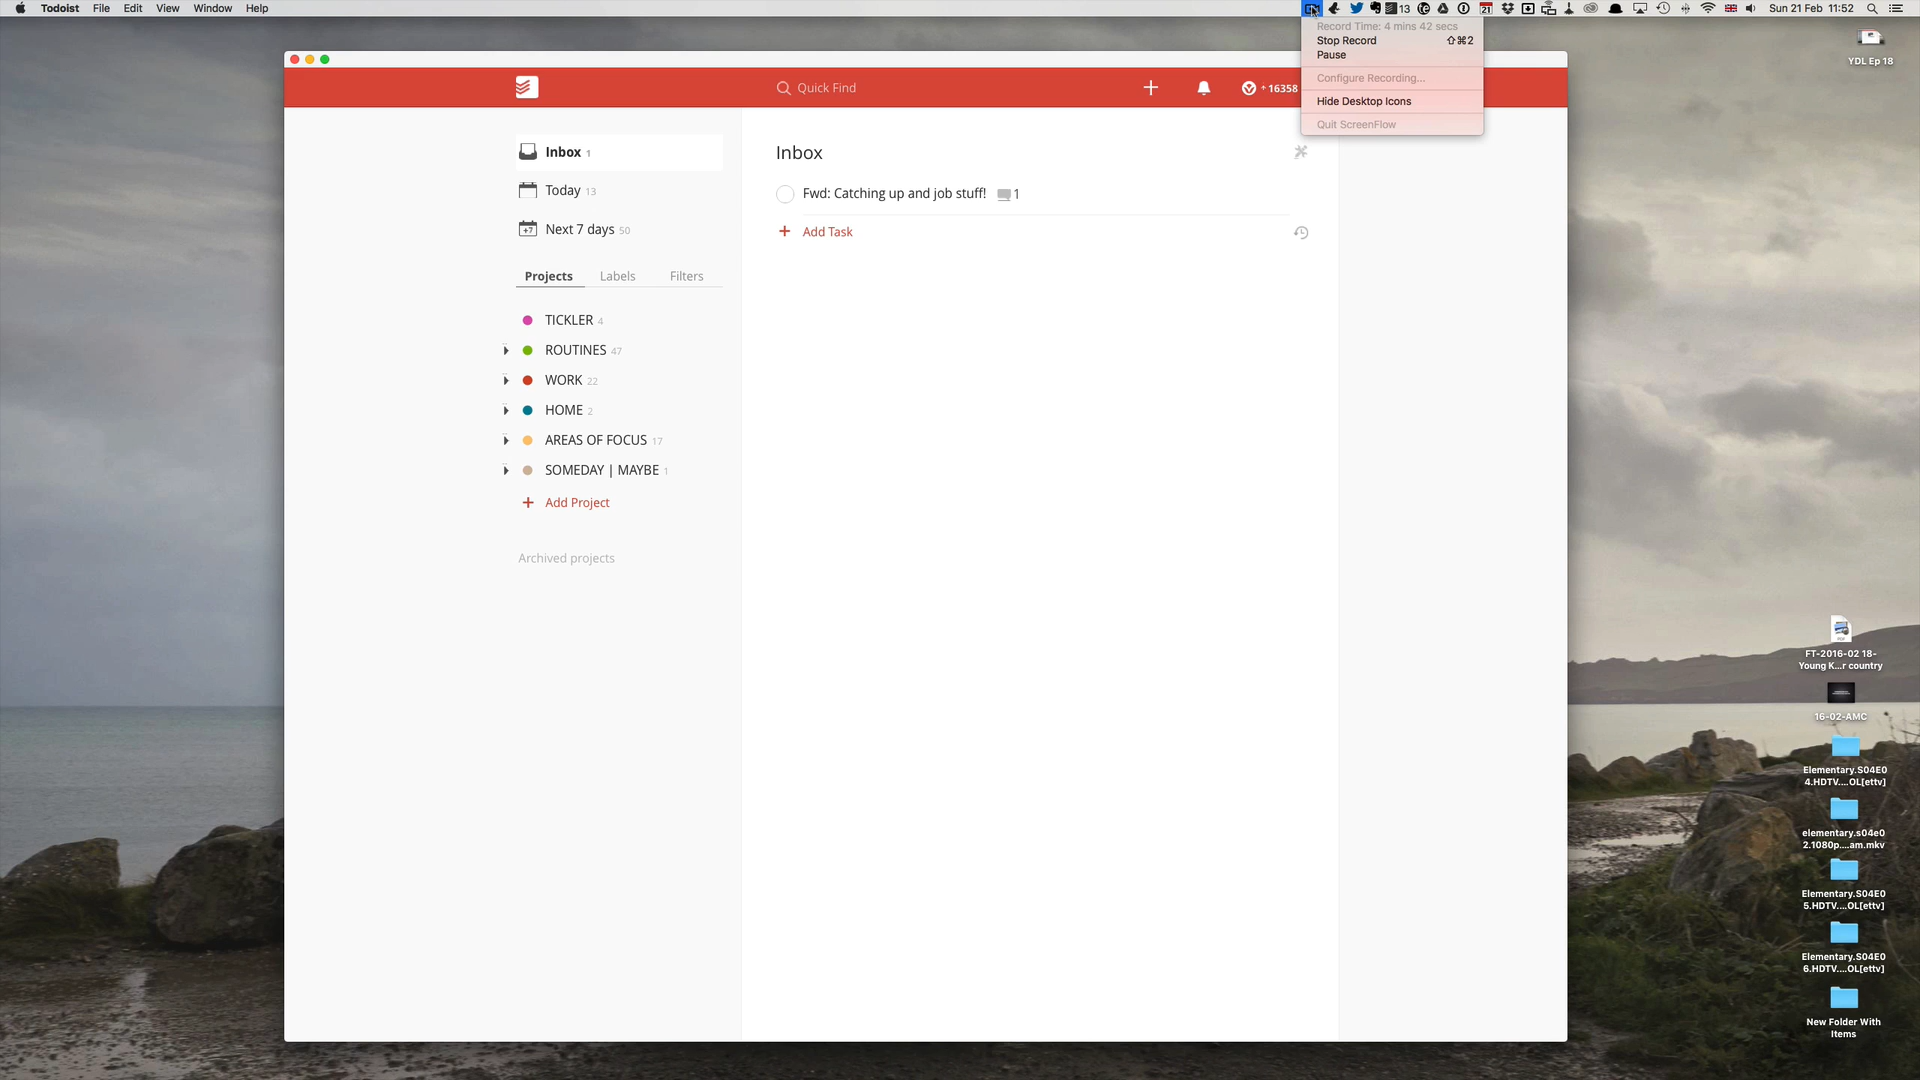 Todoist File Edit View Window Help
13
21
Sun 21 Feb 11:52
Record Time: 4 mins 42 secs
Stop Record ⇧⌘2
Pause
Configure Recording...
Hide Desktop Icons
Quit ScreenFlow
YDL Ep 18
Quick Find
+16358
Inbox 1
Today 13
+7
Next 7 days 50
Projects Labels Filters
TICKLER 4
ROUTINES 47
WORK 22
HOME 2
AREAS OF FOCUS 17
SOMEDAY | MAYBE 1
+ Add Project
Archived projects
Inbox
Fwd: Catching up and job stuff! 1
+ Add Task
FT-2016-02 18-
Young K...r country
16-02-AMC
Elementary.S04E0
4.HDTV....OL[ettv]
elementary.s04e0
2.1080p....am.mkv
Elementary.S04E0
5.HDTV....OL[ettv]
Elementary.S04E0
6.HDTV....OL[ettv]
New Folder With
Items